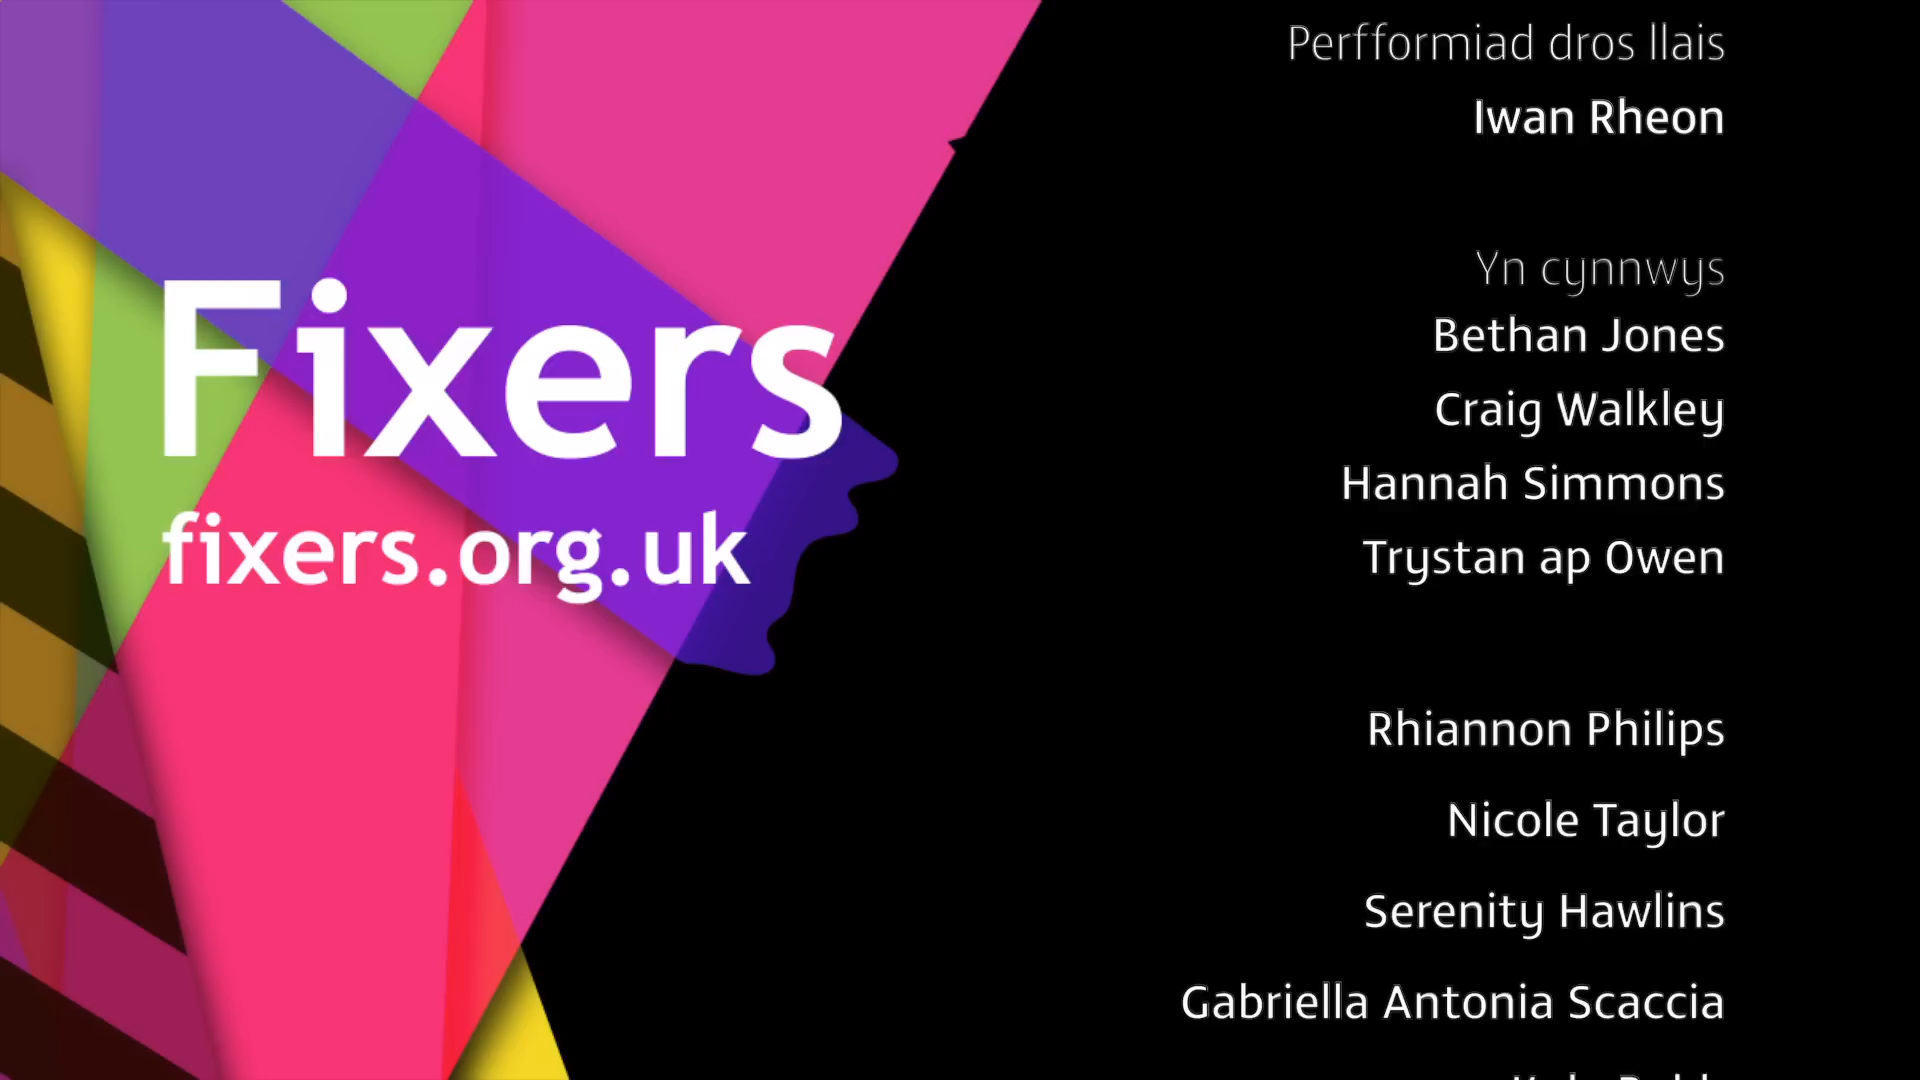 Fixers
fixers.org.uk
Perfformiad dros llais
Iwan Rheon
Yn cynnwys
Bethan Jones
Craig Walkley
Hannah Simmons
Trystan ap Owen
Rhiannon Philips
Nicole Taylor
Serenity Hawlins
Gabriella Antonia Scaccia